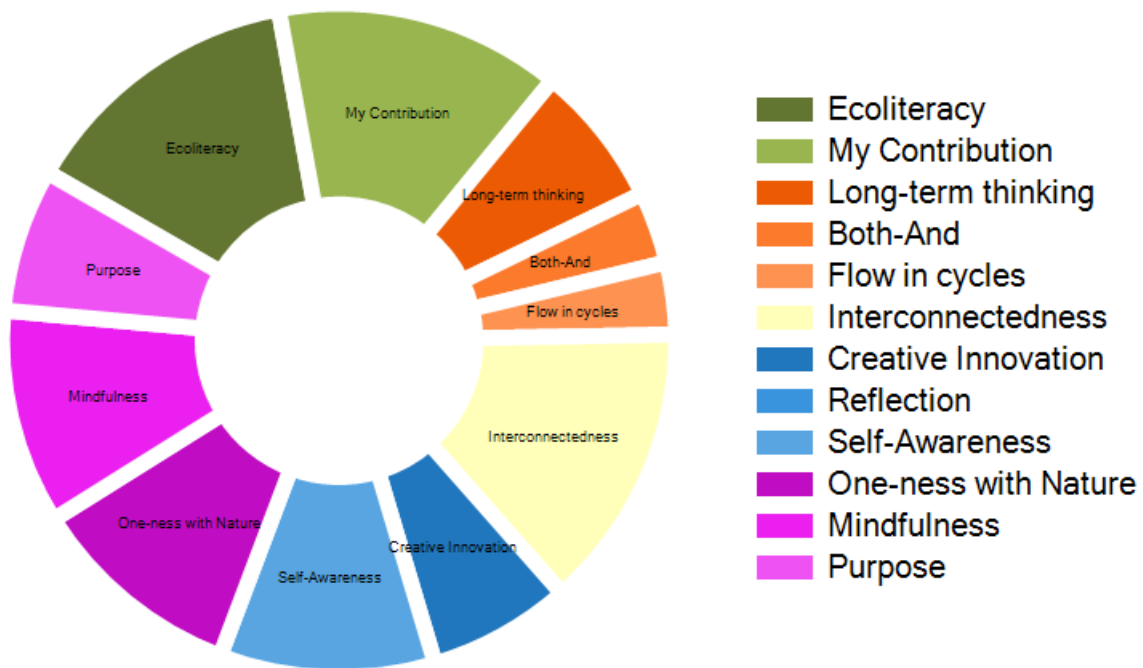 My Contribution
Ecoliteracy
Long-term thinking
Both-And
Purpose
Flow in cycles
Mindfulness
Interconnectedness
One-ness with Nature
Creative Innovation
Self-Awareness
Ecoliteracy
My Contribution
Long-term thinking
Both-And
Flow in cycles
Interconnectedness
Creative Innovation
Reflection
Self-Awareness
One-ness with Nature
Mindfulness
Purpose